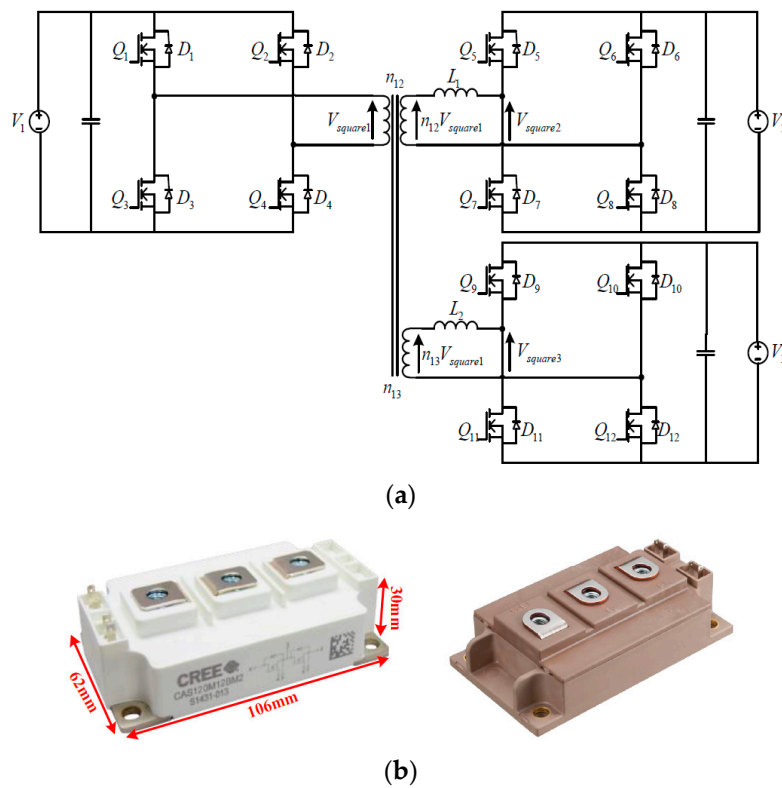 Q1 D1 Q2 D2 n12 L1 Q5 D5 Q6 D6
V1 Vsquare1 n12Vsquare1 Vsquare2 V
Q3 D3 Q4 D4 Q7 D7 Q8 D8
Q9 D9 Q10 D10
L2
n13Vsquare1 Vsquare3 V
n13
Q11 D11 Q12 D12
(a)
30mm
CREE
CAS120M12BM2
S1431-013
62mm
106mm
(b)